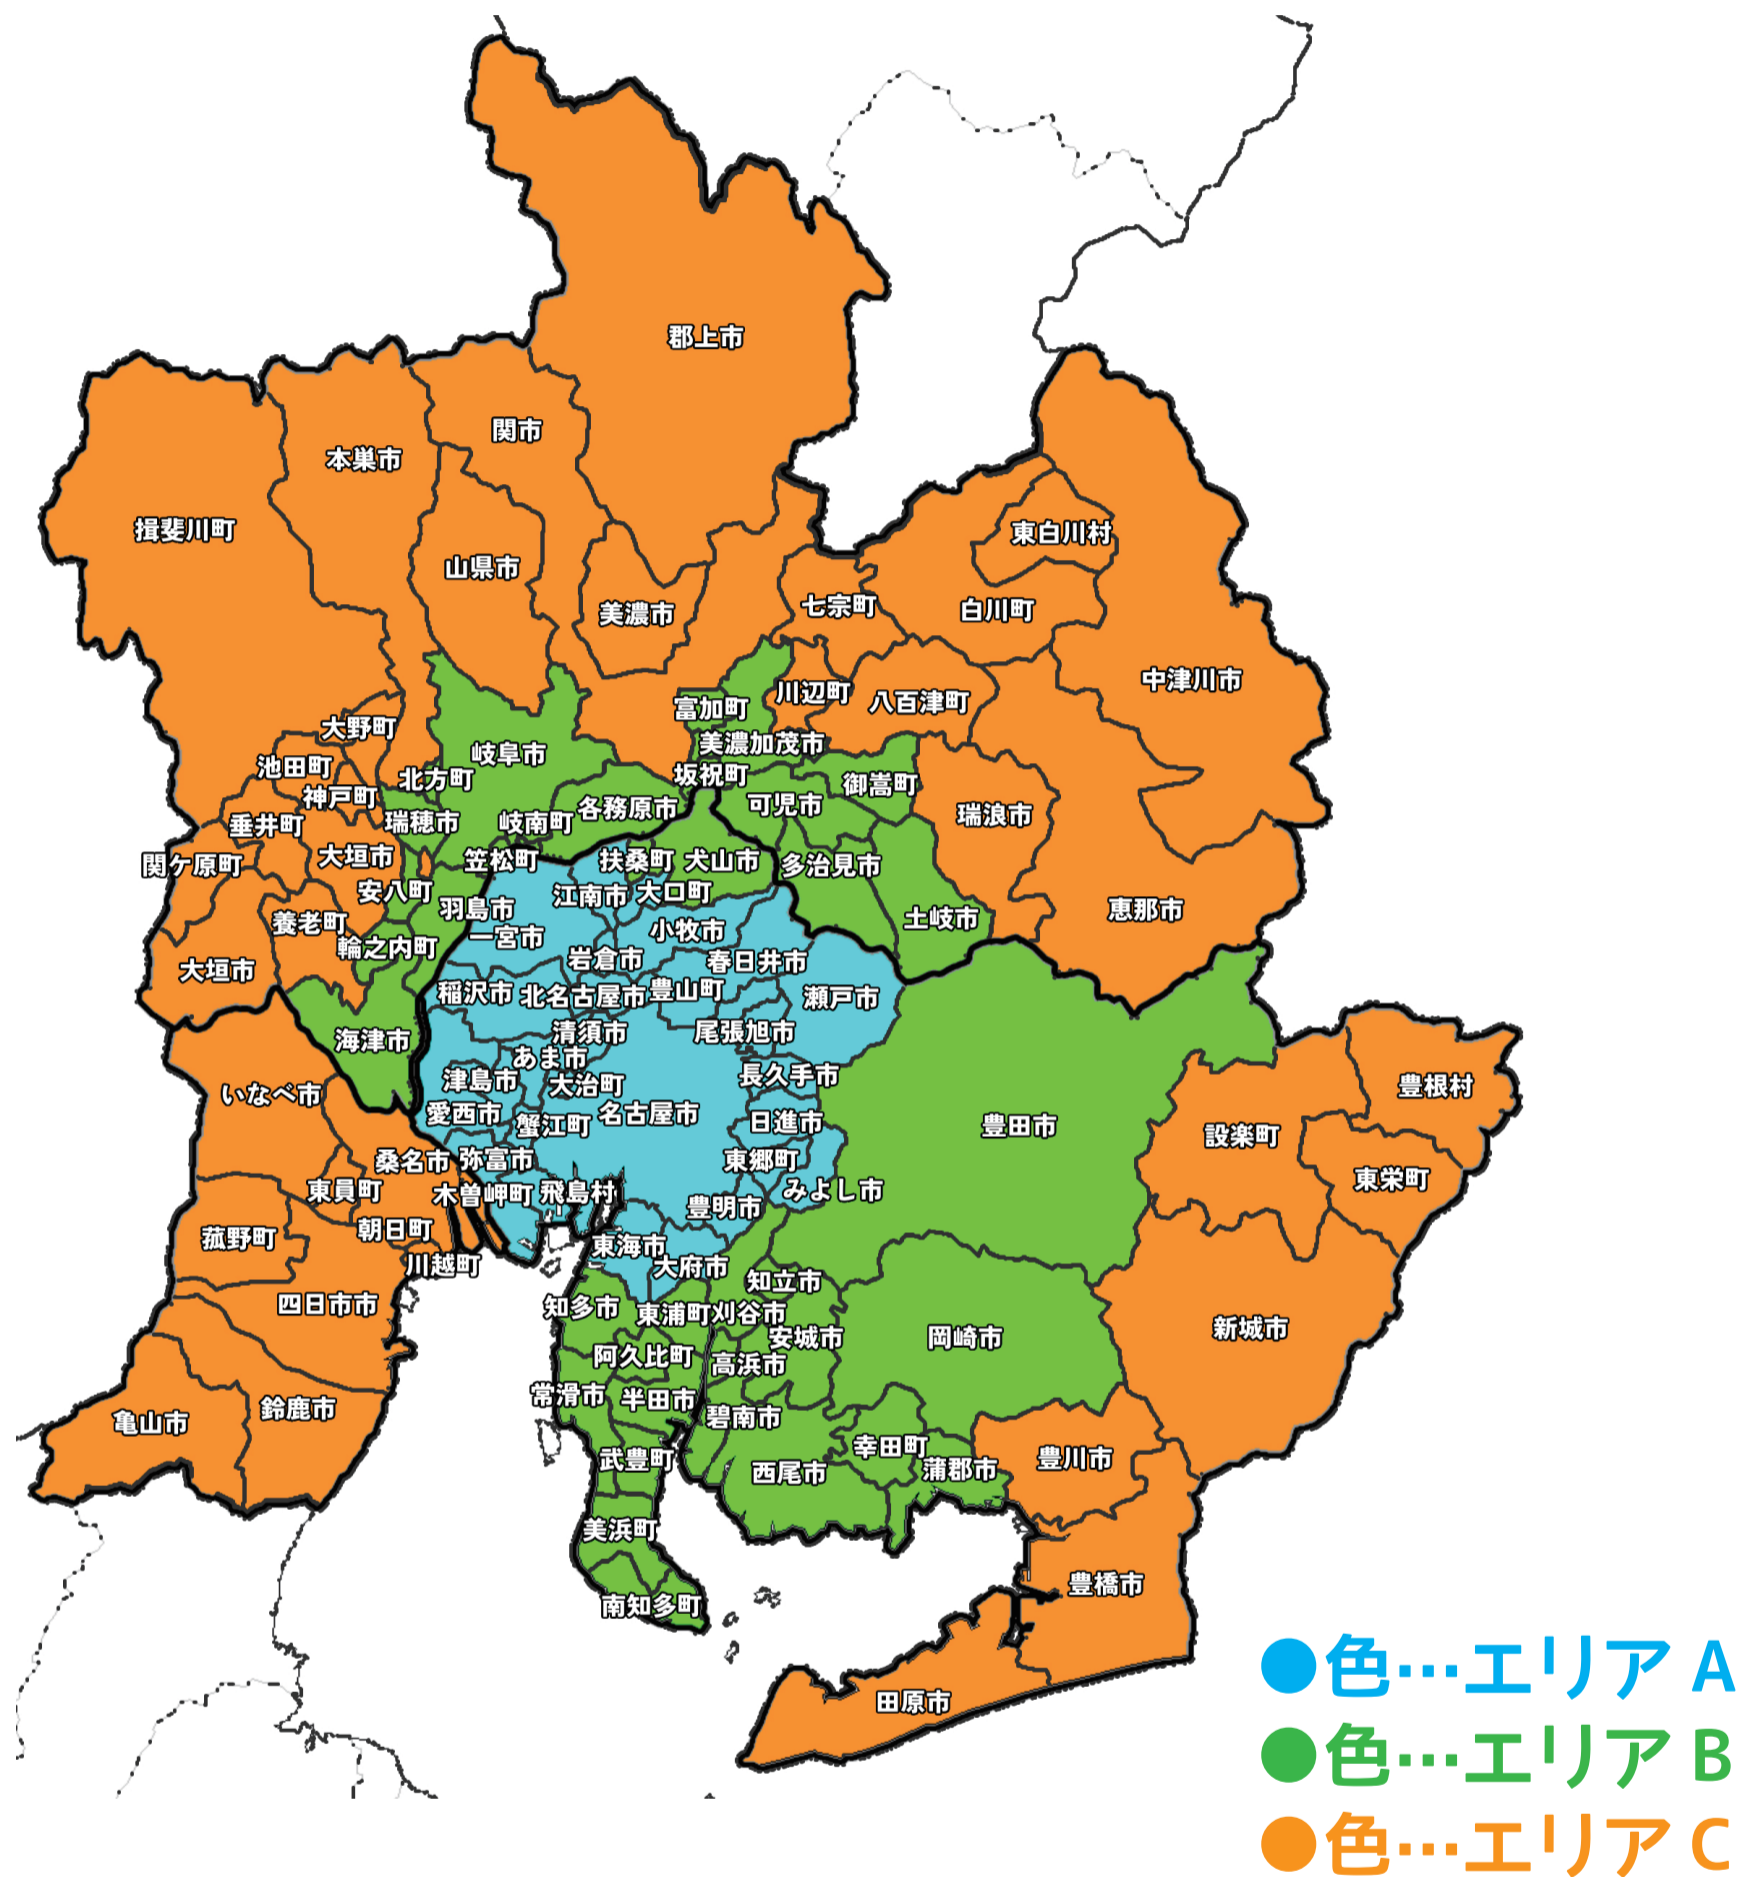 郡上市
関市
本巣市
揖斐川町
東白川村
山県市
七宗町
白川町
美濃市
中津川市
川辺町
八百津町
富加町
大野町
美濃加茂市
岐阜市
池田町
北方町
坂祝町
御嵩町
神戸町
可児市
各務原市
瑞浪市
垂井町
瑞穂市
岐南町
大垣市
笠松町
扶桑町
犬山市
関ケ原町
多治見市
安八町
江南市
大口町
羽島市
恵那市
養老町
土岐市
小牧市
一宮市
輪之内町
岩倉市
春日井市
大垣市
稲沢市
北名古屋市
豊山町
瀬戸市
清須市
尾張旭市
海津市
あま市
津島市
大治町
長久手市
豊根村
いなべ市
愛西市
名古屋市
日進市
蟹江町
豊田市
設楽町
桑名市
弥富市
東郷町
東栄町
東員町
木曽岬町
飛島村
みよし市
豊明市
朝日町
菰野町
東海市
川越町
大府市
知立市
四日市市
知多市
東浦町
刈谷市
新城市
安城市
岡崎市
阿久比町
高浜市
常滑市
半田市
鈴鹿市
碧南市
亀山市
幸田町
武豊町
豊川市
西尾市
蒲郡市
美浜町
豊橋市
南知多町
田原市
●色…エリア A
●色…エリア B
●色…エリア C